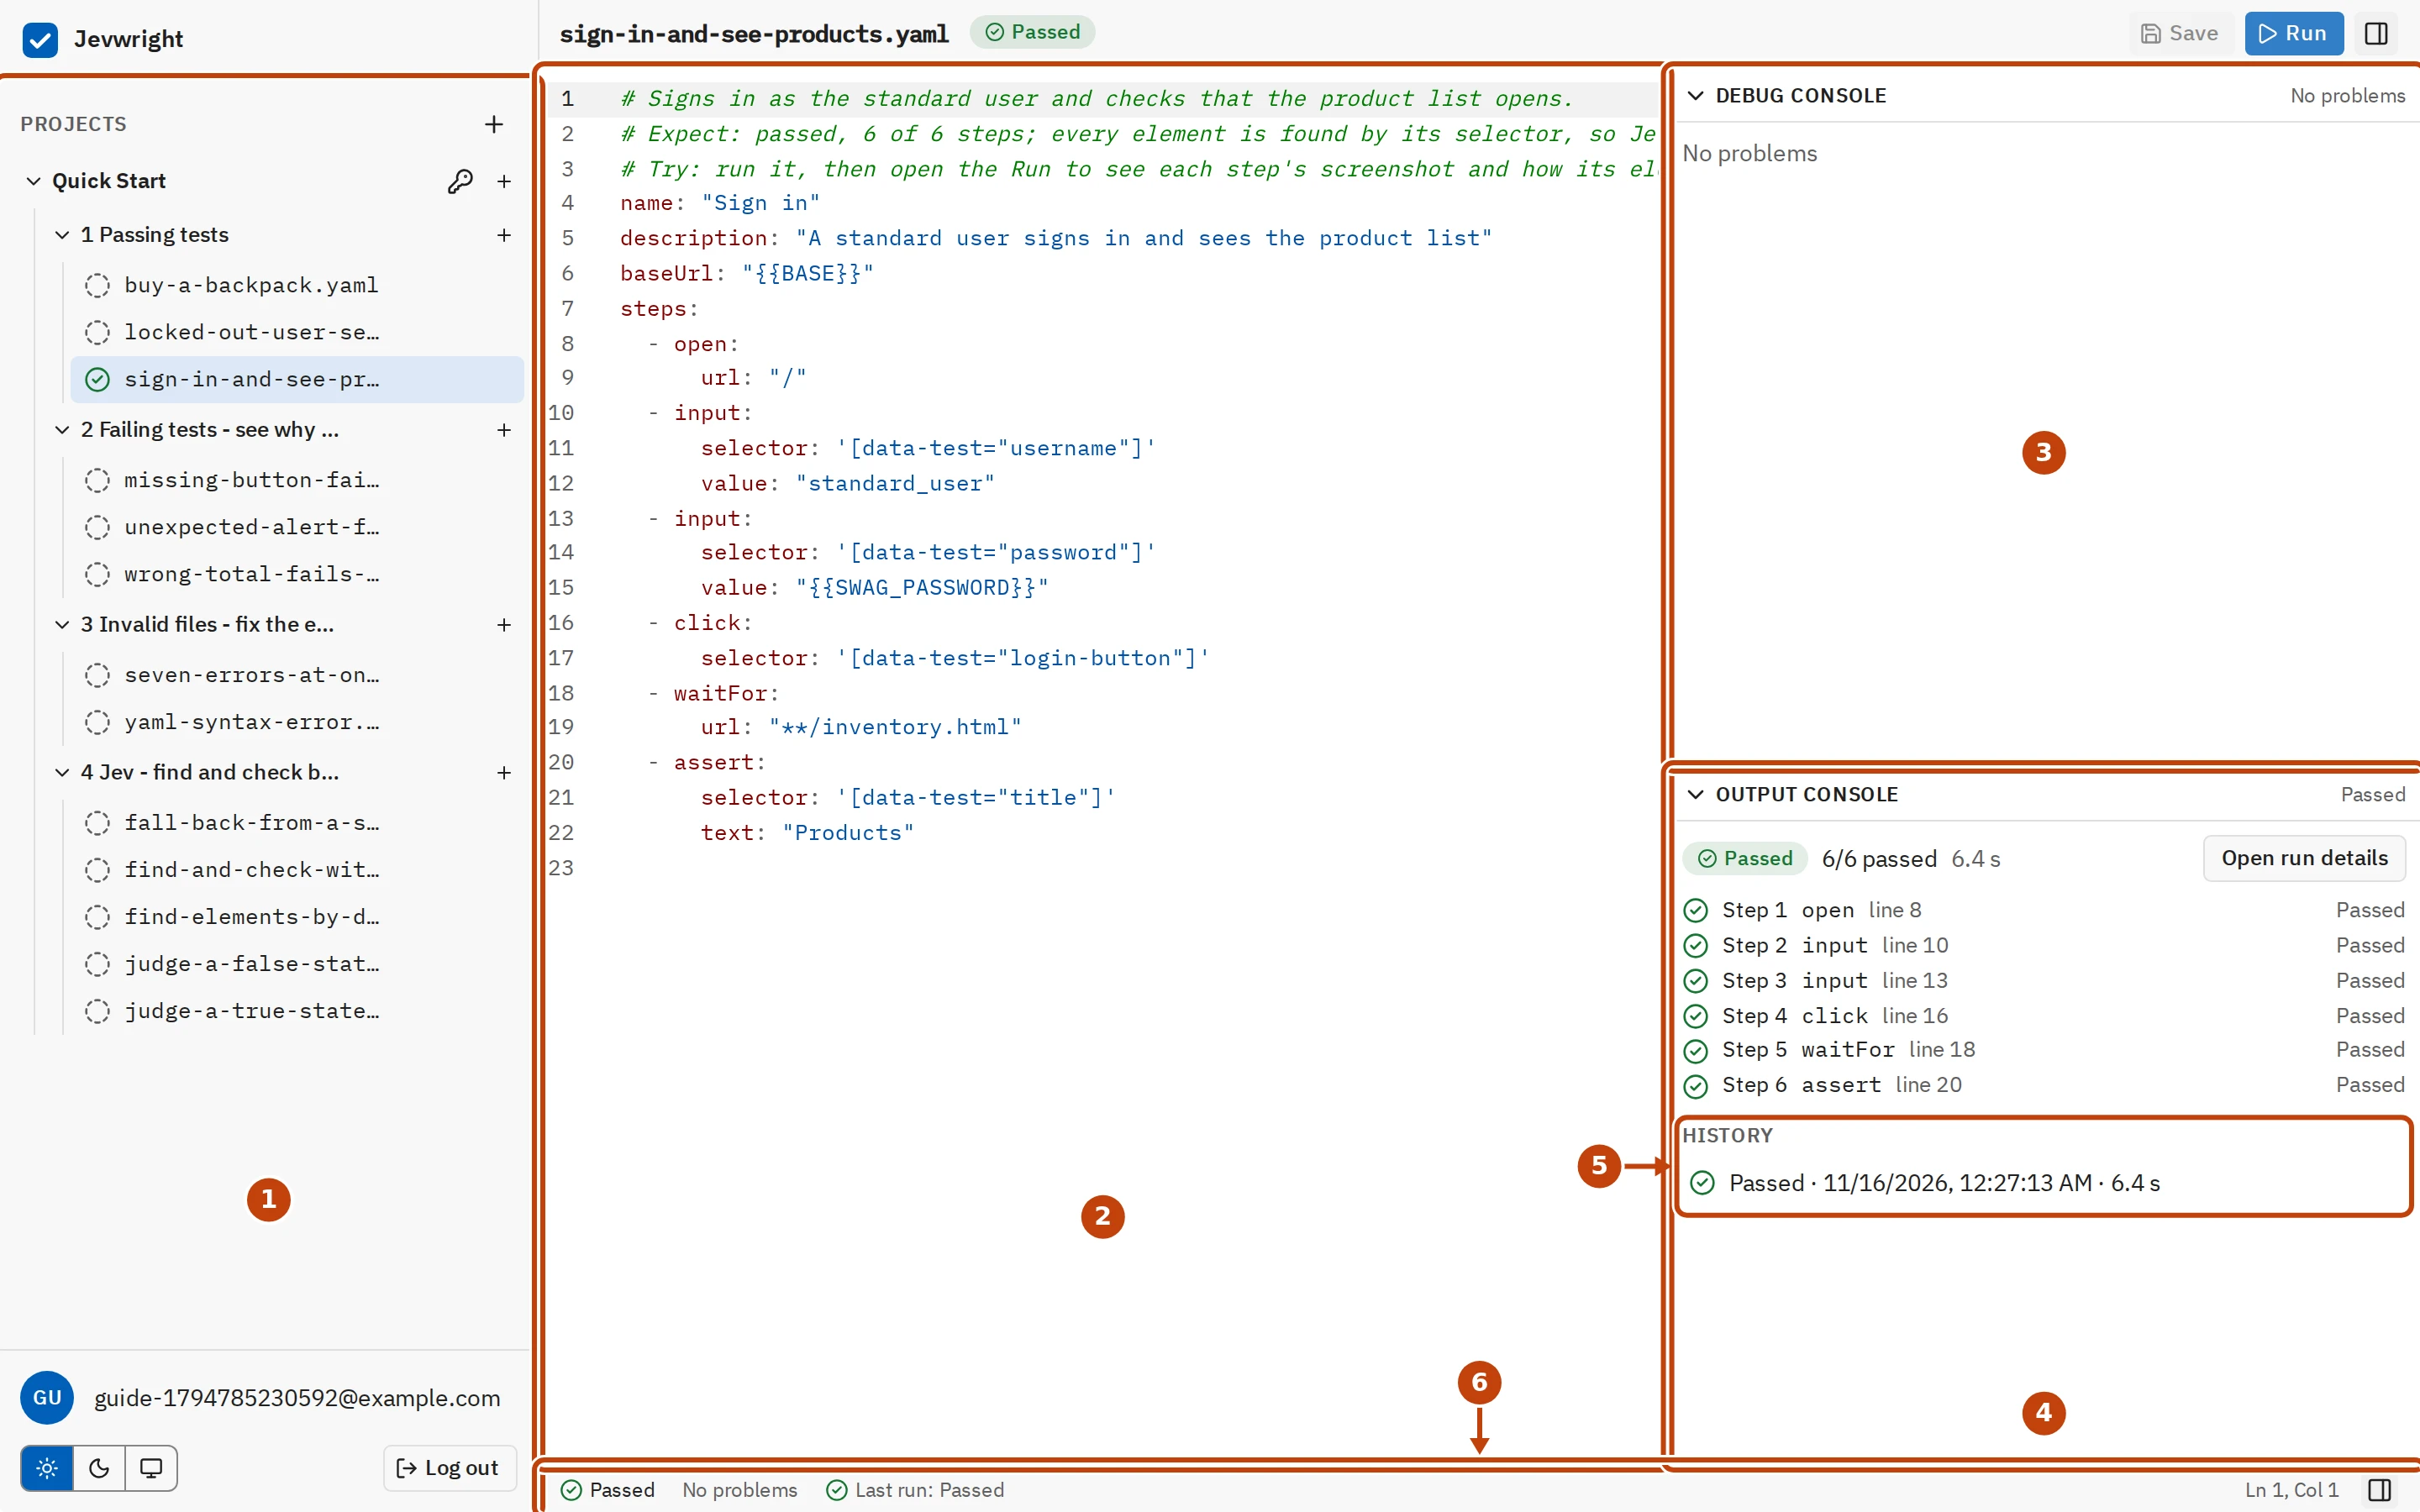 Jevwright
PROJECTS
Quick Start
1 Passing tests
buy-a-backpack.yaml
locked-out-user-se…
sign-in-and-see-pr…
2 Failing tests - see why …
missing-button-fai…
unexpected-alert-f…
wrong-total-fails-…
3 Invalid files - fix the e…
seven-errors-at-on…
yaml-syntax-error.…
4 Jev - find and check b…
fall-back-from-a-s…
find-and-check-wit…
find-elements-by-d…
judge-a-false-stat…
judge-a-true-state…
1
GU
guide-1794785230592@example.com
Log out
sign-in-and-see-products.yaml
Passed
Save
Run
1 # Signs in as the standard user and checks that the product list opens.
2 # Expect: passed, 6 of 6 steps; every element is found by its selector, so Je
3 # Try: run it, then open the Run to see each step's screenshot and how its el
4 name: "Sign in"
5 description: "A standard user signs in and sees the product list"
6 baseUrl: "{{BASE}}"
7 steps:
8 - open:
9 url: "/"
10 - input:
11 selector: '[data-test="username"]'
12 value: "standard_user"
13 - input:
14 selector: '[data-test="password"]'
15 value: "{{SWAG_PASSWORD}}"
16 - click:
17 selector: '[data-test="login-button"]'
18 - waitFor:
19 url: "**/inventory.html"
20 - assert:
21 selector: '[data-test="title"]'
22 text: "Products"
23
2
DEBUG CONSOLE No problems
No problems
3
OUTPUT CONSOLE Passed
Passed 6/6 passed 6.4 s Open run details
Step 1 open line 8 Passed
Step 2 input line 10 Passed
Step 3 input line 13 Passed
Step 4 click line 16 Passed
Step 5 waitFor line 18 Passed
Step 6 assert line 20 Passed
5
HISTORY
Passed · 11/16/2026, 12:27:13 AM · 6.4 s
4
6
Passed No problems Last run: Passed Ln 1, Col 1